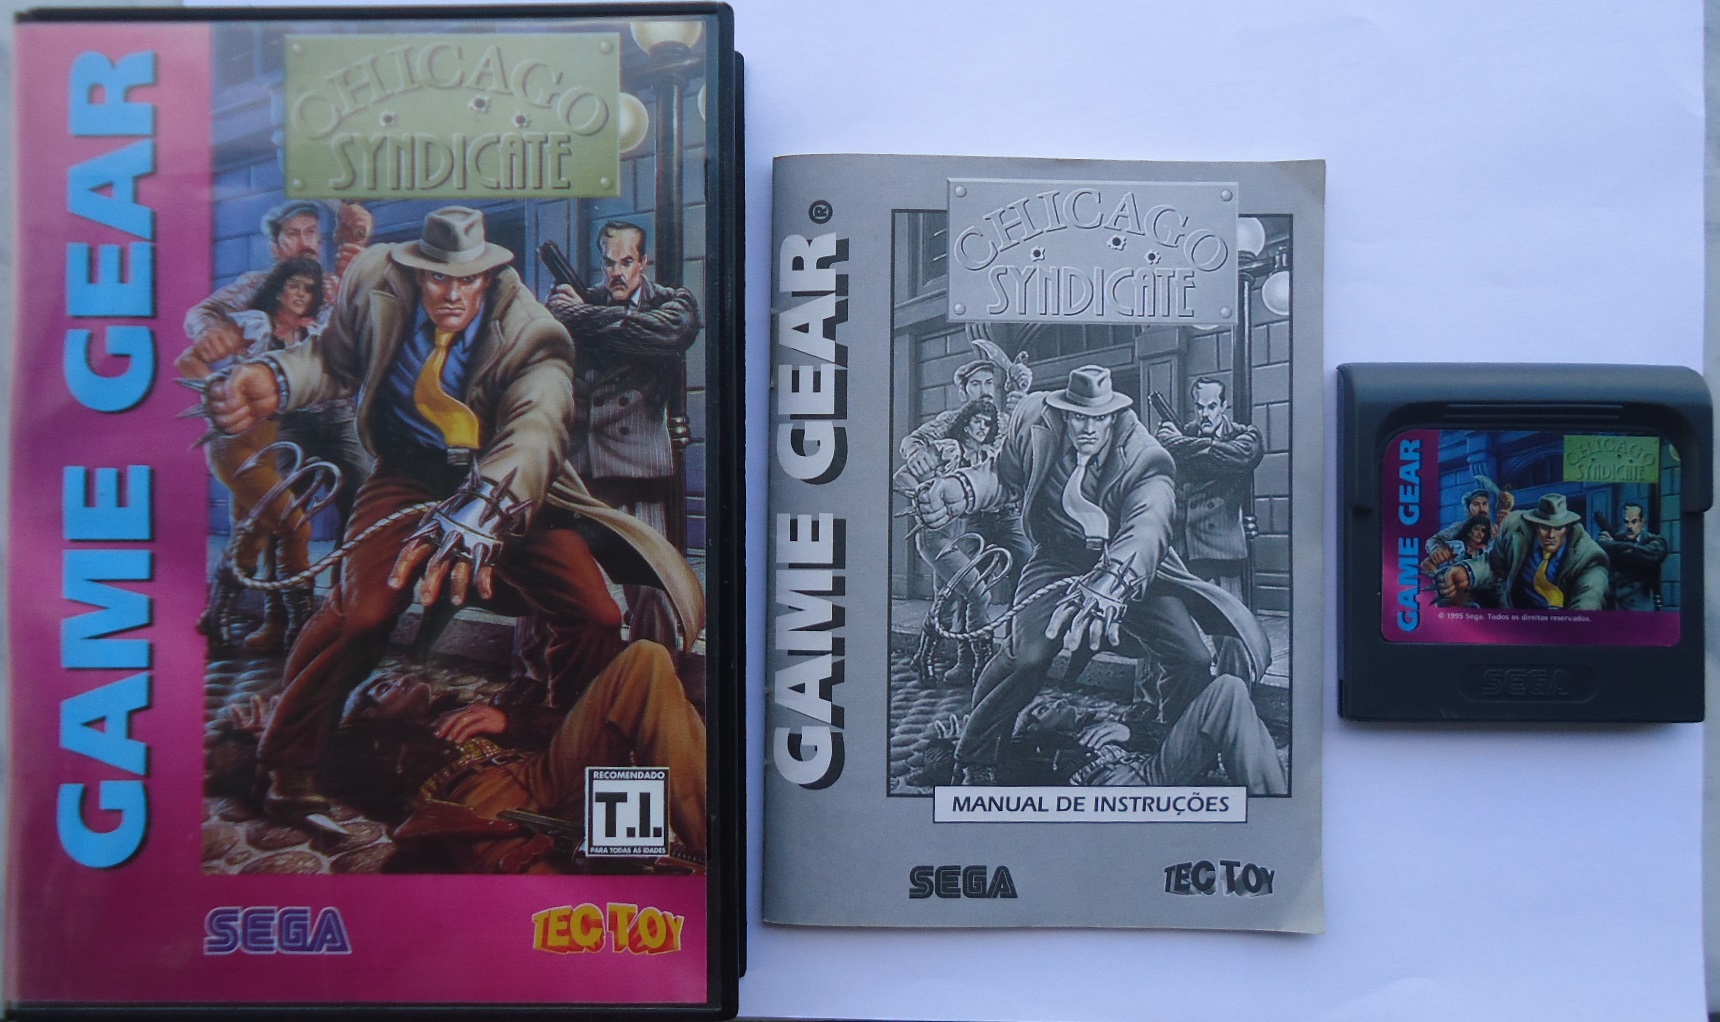 GAME GEAR
CHICAGO
SYNDICATE
RECOMENDADO
T.I.
PARA TODAS AS IDADES
SEGA
TEC TOY
GAME GEAR®
CHICAGO
SYNDICATE
MANUAL DE INSTRUÇÕES
SEGA
TEC TOY
GAME GEAR
CHICAGO
SYNDICATE
© 1995 Sega. Todos os direitos reservados.
SEGA